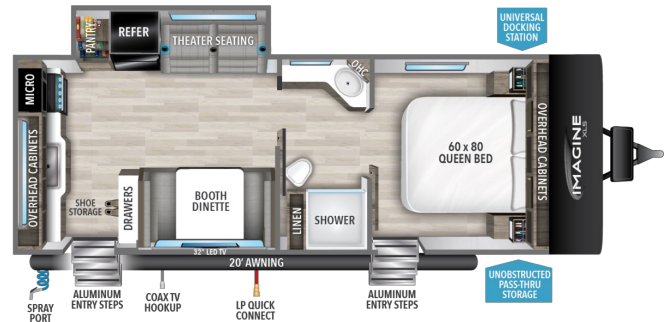 UNIVERSAL
DOCKING
STATION
PANTRY
REFER
THEATER SEATING
OHC
MICRO
OVERHEAD CABINETS
60 x 80
QUEEN BED
OVERHEAD CABINETS
IMAGINE
XLS
SHOE
STORAGE
DRAWERS
BOOTH
DINETTE
LINEN
SHOWER
32" LED TV
20' AWNING
SPRAY
PORT
ALUMINUM
ENTRY STEPS
COAX TV
HOOKUP
LP QUICK
CONNECT
ALUMINUM
ENTRY STEPS
UNOBSTRUCTED
PASS-THRU
STORAGE